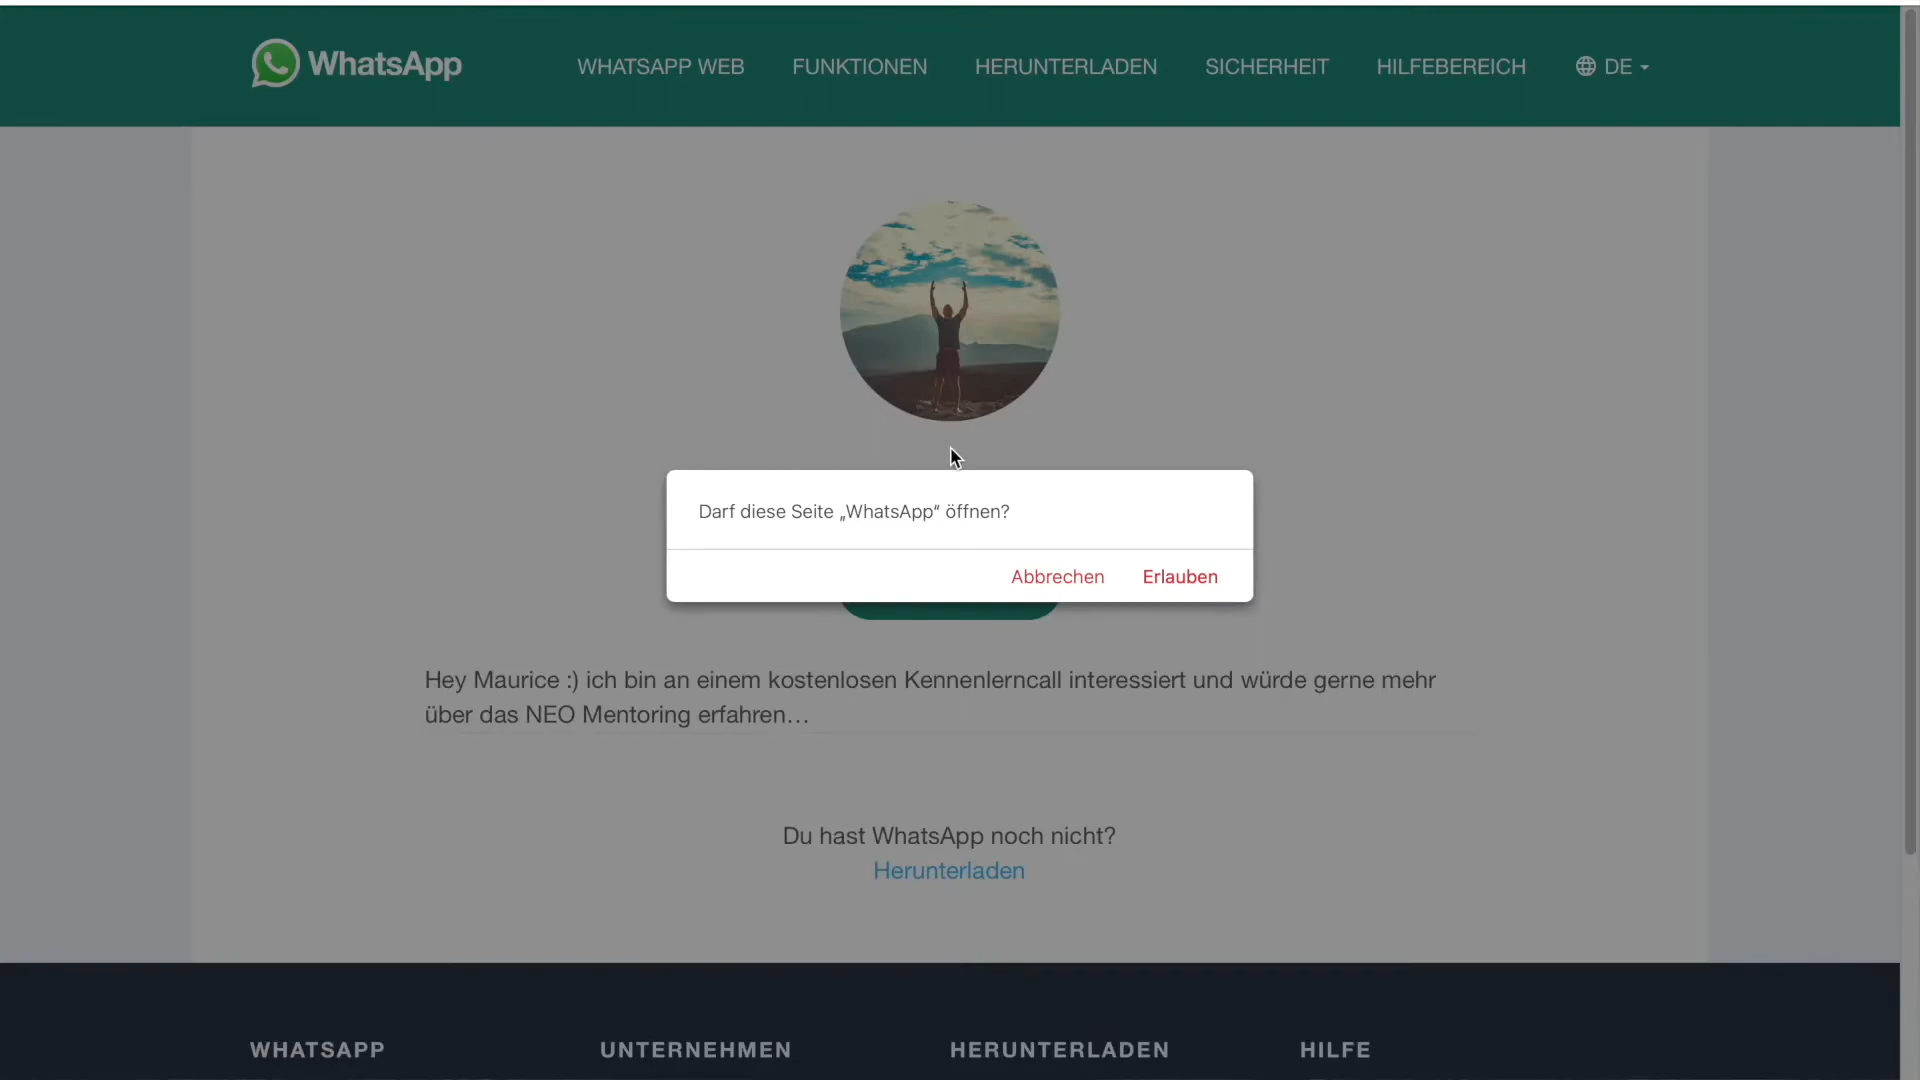 WhatsApp
WHATSAPP WEB
FUNKTIONEN
HERUNTERLADEN
SICHERHEIT
HILFEBEREICH
DE
Darf diese Seite „WhatsApp“ öffnen?
Abbrechen
Erlauben
Hey Maurice :) ich bin an einem kostenlosen Kennenlerncall interessiert und würde gerne mehr
über das NEO Mentoring erfahren…
Du hast WhatsApp noch nicht?
Herunterladen
WHATSAPP
UNTERNEHMEN
HERUNTERLADEN
HILFE